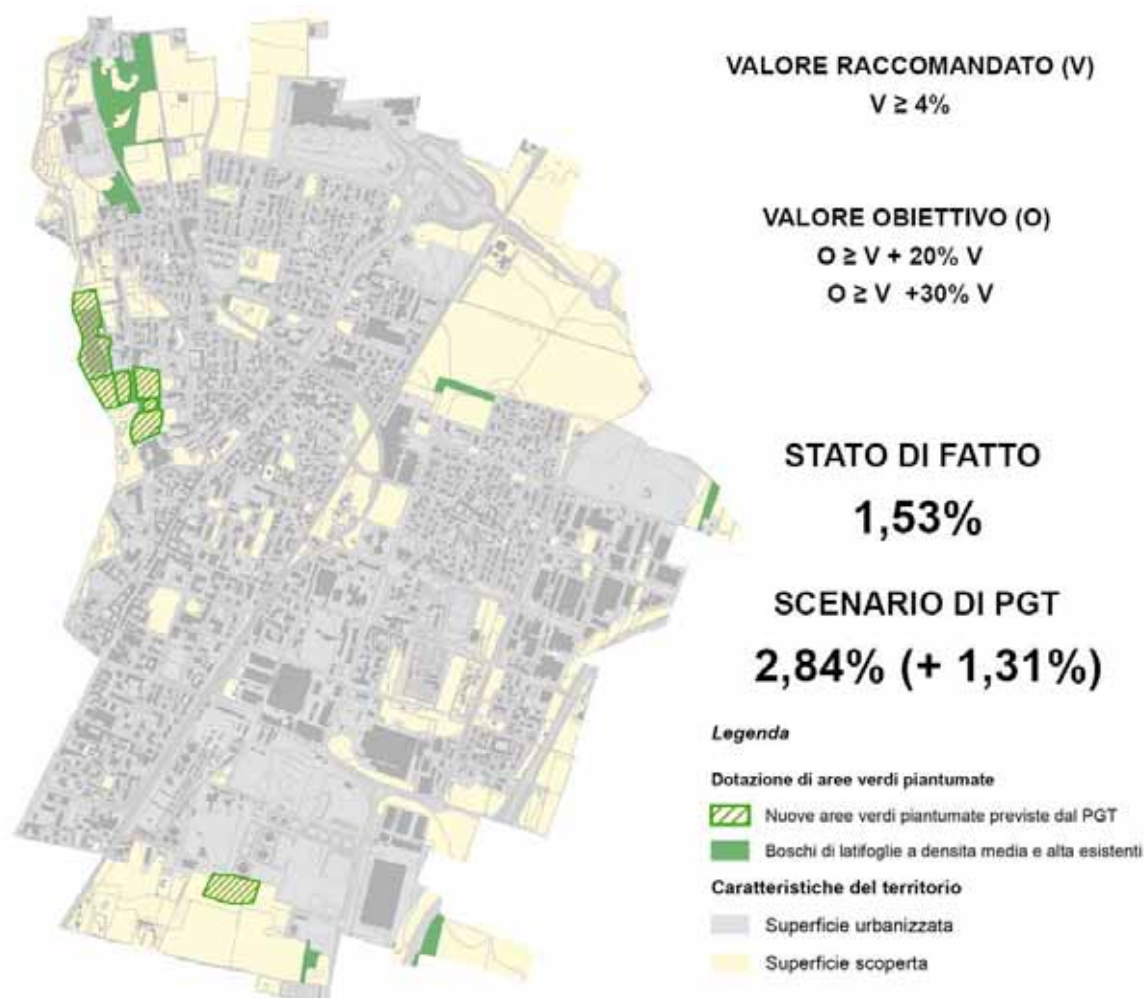 VALORE RACCOMANDATO (V)
V ≥ 4%
VALORE OBIETTIVO (O)
O ≥ V + 20% V
O ≥ V +30% V
STATO DI FATTO
1,53%
SCENARIO DI PGT
2,84% (+ 1,31%)
Legenda
Dotazione di aree verdi piantumate
Nuove aree verdi piantumate previste dal PGT
Boschi di latifoglie a densita media e alta esistenti
Caratteristiche del territorio
Superficie urbanizzata
Superficie scoperta